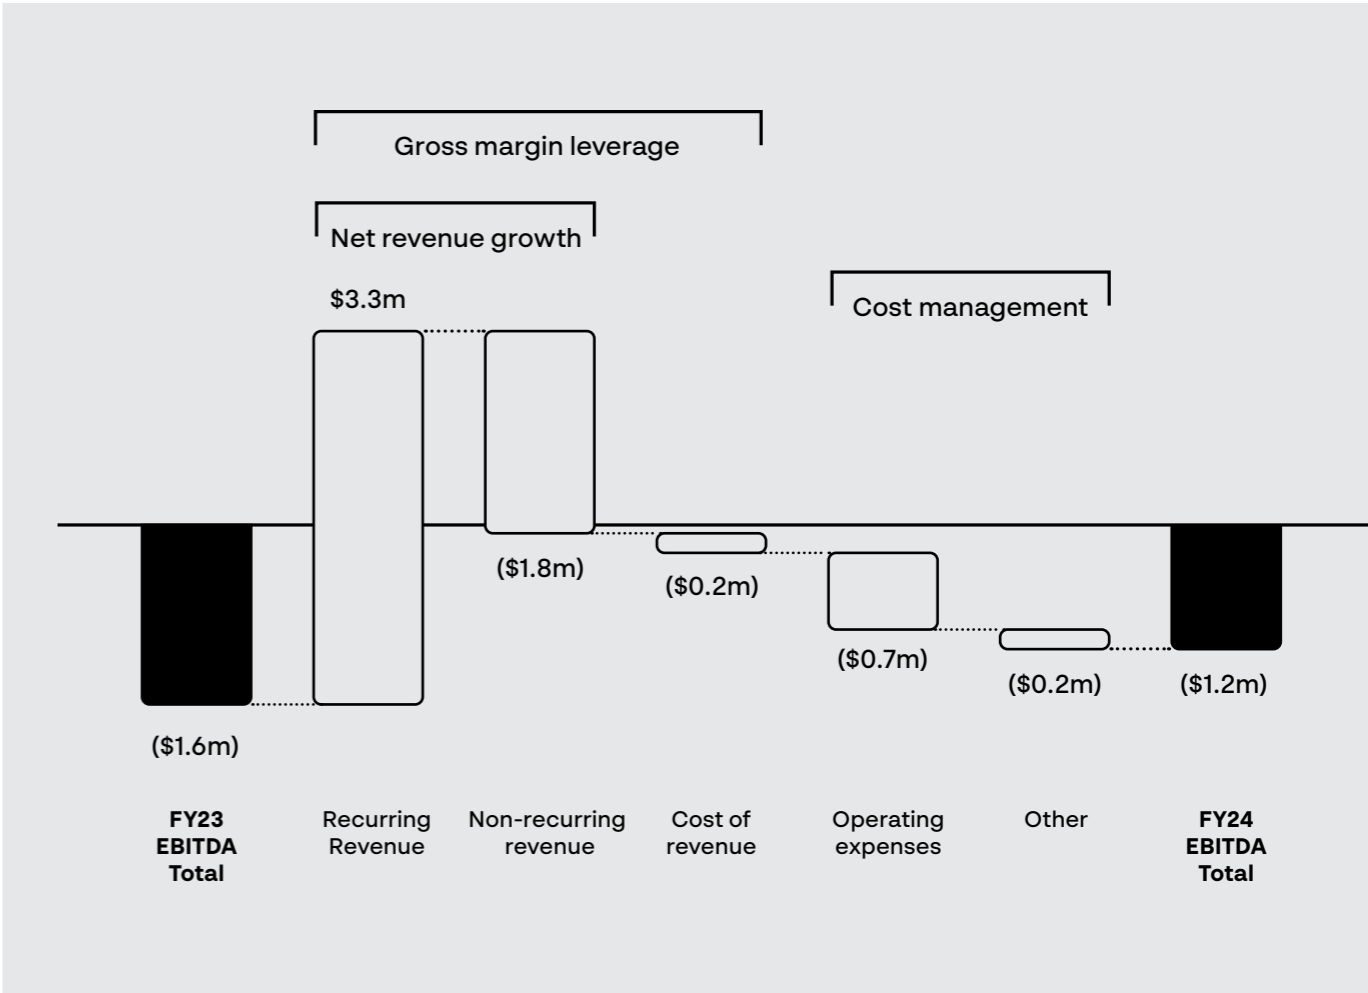 Gross margin leverage
Net revenue growth
$3.3m
Cost management
($1.8m)
($0.2m)
($0.7m)
($0.2m)
($1.2m)
($1.6m)
FY23
EBITDA
Total
Recurring
Revenue
Non-recurring
revenue
Cost of
revenue
Operating
expenses
Other
FY24
EBITDA
Total